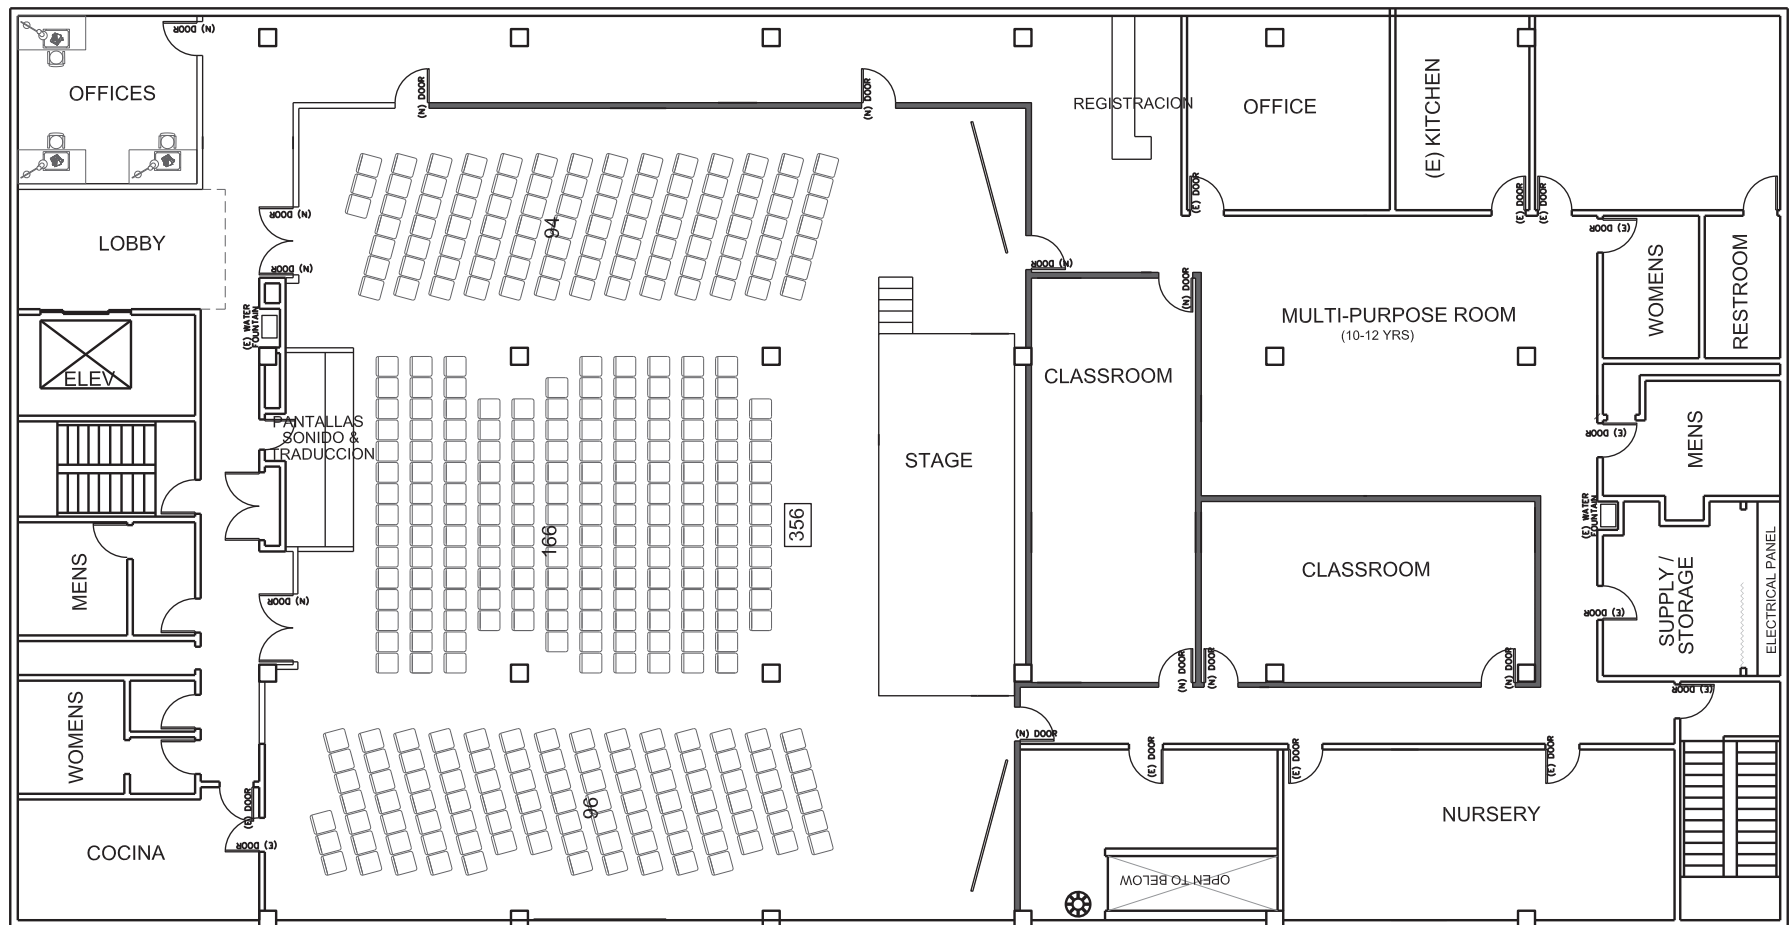 (N) DOOR
OFFICES
(N) DOOR
(N) DOOR
REGISTRACION
OFFICE
(E) KITCHEN
(E) DOOR
(E) DOOR
(E) DOOR
(N) DOOR
LOBBY
(N) DOOR
94
(N) DOOR
(N) DOOR
(E) DOOR
WOMENS
RESTROOM
MULTI-PURPOSE ROOM
(10-12 YRS)
(E) WATER
FOUNTAIN
ELEV
CLASSROOM
PANTALLAS
SONIDO &
TRADUCCION
STAGE
(E) DOOR
MENS
356
166
(E) WATER
FOUNTAIN
MENS
CLASSROOM
SUPPLY /
STORAGE
ELECTRICAL PANEL
(N) DOOR
(E) DOOR
WOMENS
(N) DOOR
(N) DOOR
(N) DOOR
(E) DOOR
(N) DOOR
(E) DOOR
(E) DOOR
(E) DOOR
96
(E) DOOR
(E) DOOR
COCINA
NURSERY
OPEN TO BELOW